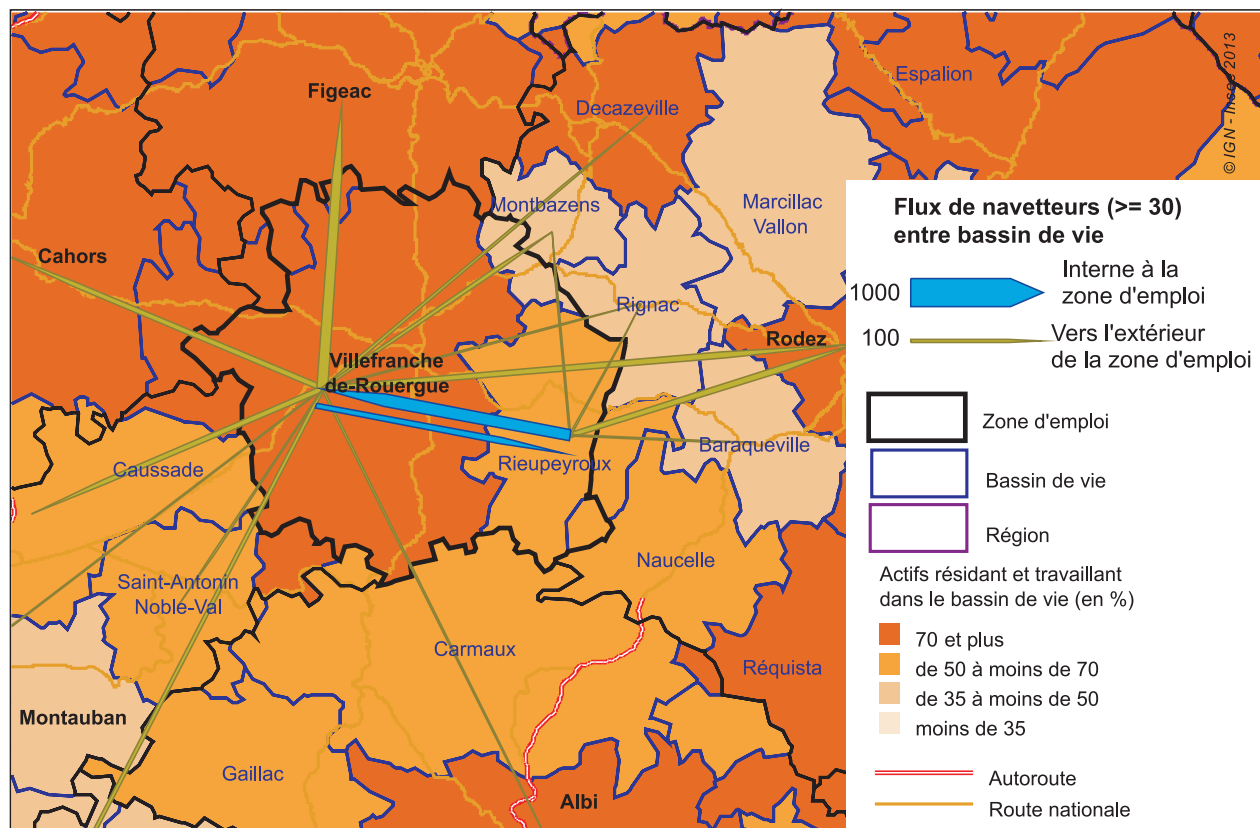 Figeac
Decazeville
Espalion
© IGN - Insee 2013
Montbazens
Marcillac
Vallon
Cahors
Rignac
Rodez
Villefranche
de-Rouergue
Caussade
Rieupeyroux
Baraqueville
Saint-Antonin
Noble-Val
Naucelle
Carmaux
Réquista
Montauban
Gaillac
Albi
Flux de navetteurs (>= 30)
entre bassin de vie
1000
Interne à la
zone d'emploi
100
Vers l'extérieur
de la zone d'emploi
Zone d'emploi
Bassin de vie
Région
Actifs résidant et travaillant
dans le bassin de vie (en %)
70 et plus
de 50 à moins de 70
de 35 à moins de 50
moins de 35
Autoroute
Route nationale